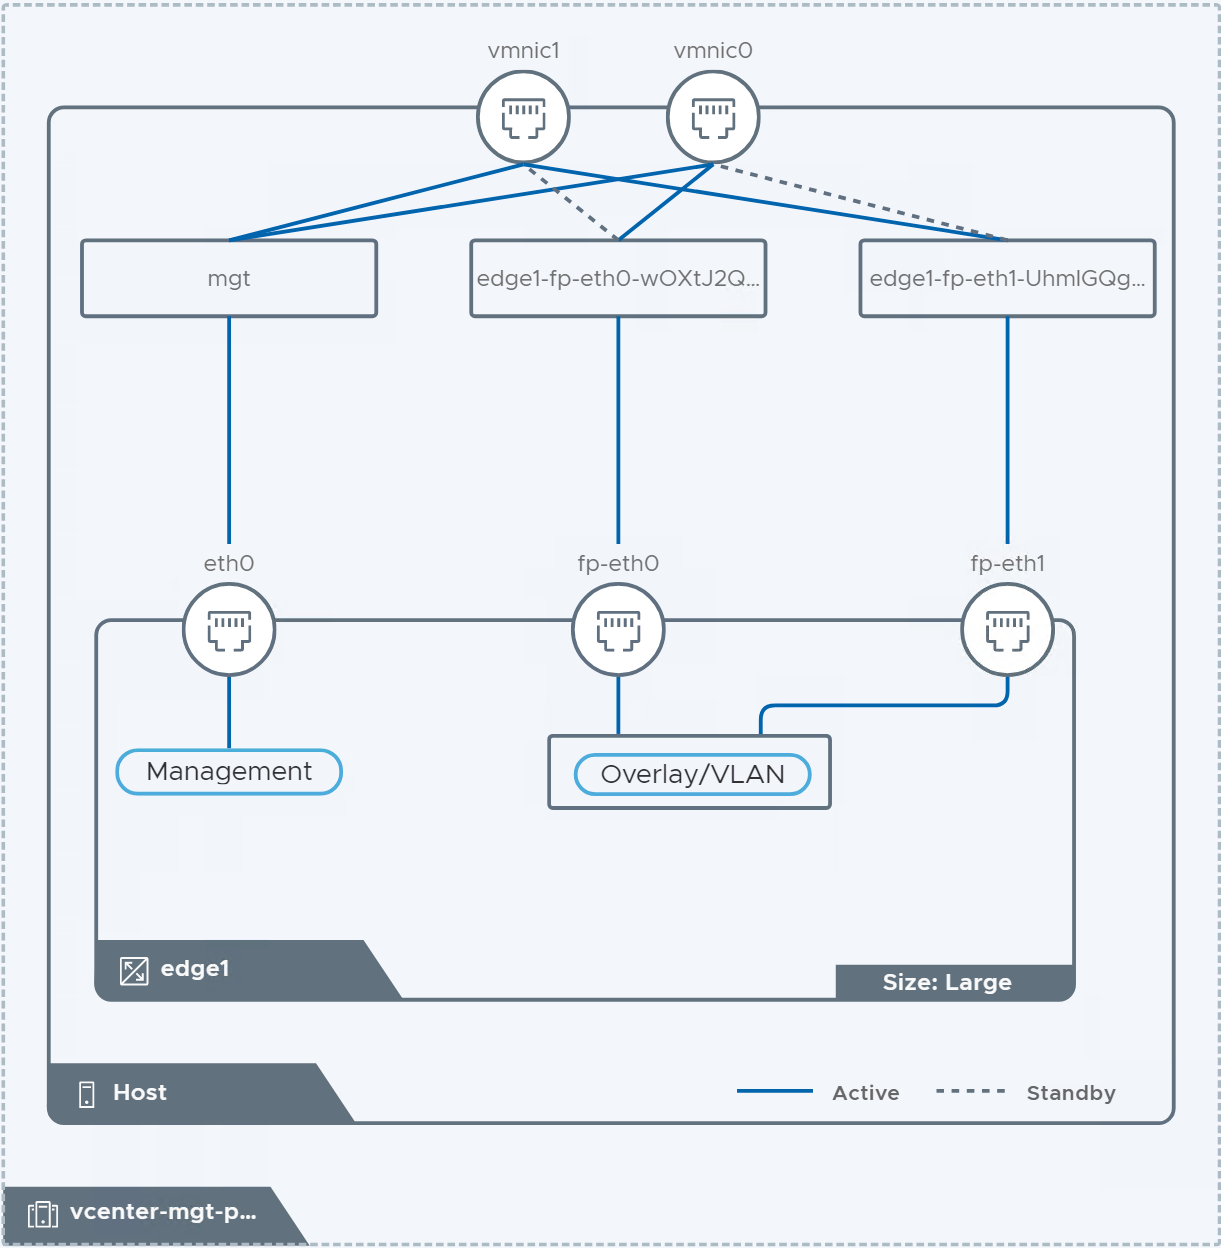 vmnic1
vmnic0
mgt
edge1-fp-eth0-wOXtJ2Q...
edge1-fp-eth1-UhmIGQg...
eth0
fp-eth0
fp-eth1
Management
Overlay/VLAN
edge1
Size: Large
Host
Active
Standby
vcenter-mgt-p...